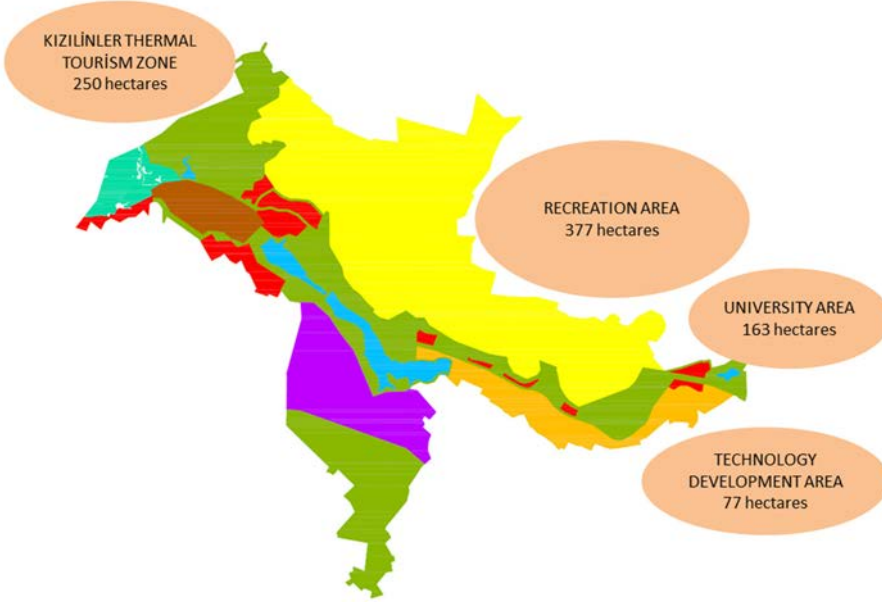 KIZILİNLER THERMAL
TOURİSM ZONE
250 hectares
RECREATION AREA
377 hectares
UNIVERSITY AREA
163 hectares
TECHNOLOGY
DEVELOPMENT AREA
77 hectares